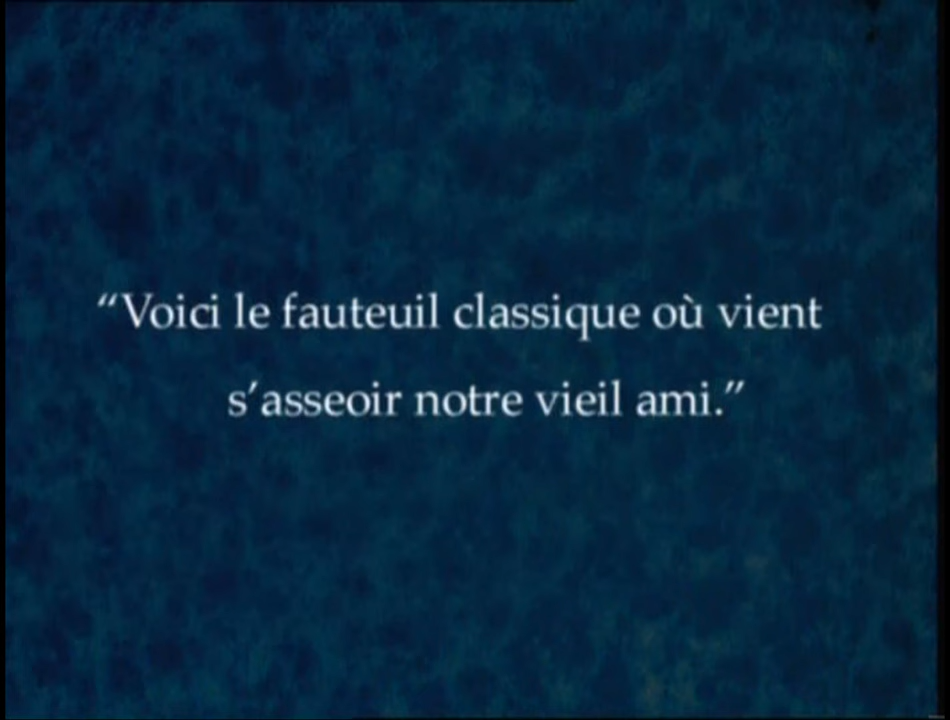 “Voici le fauteuil classique où vient
s’asseoir notre vieil ami.”